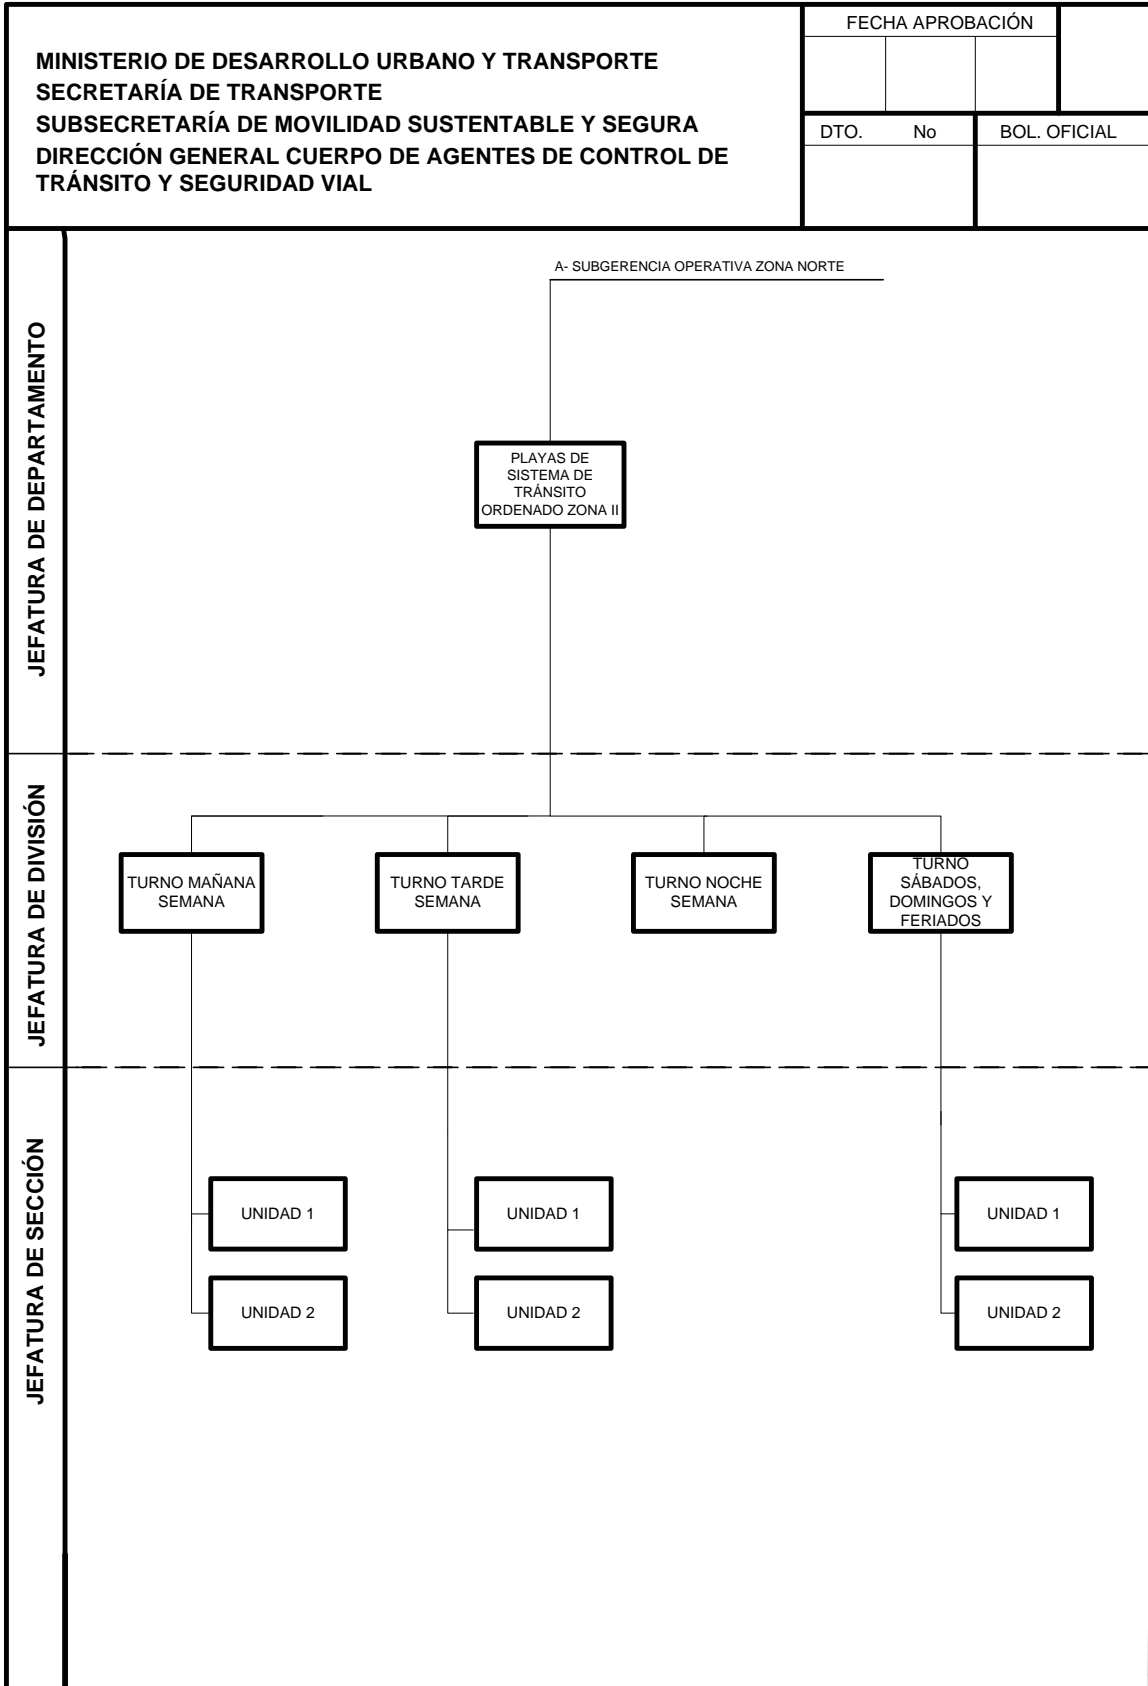 MINISTERIO DE DESARROLLO URBANO Y TRANSPORTE
SECRETARÍA DE TRANSPORTE
SUBSECRETARÍA DE MOVILIDAD SUSTENTABLE Y SEGURA
DIRECCIÓN GENERAL CUERPO DE AGENTES DE CONTROL DE
TRÁNSITO Y SEGURIDAD VIAL
FECHA APROBACIÓN
DTO. No
BOL. OFICIAL
JEFATURA DE DEPARTAMENTO
A- SUBGERENCIA OPERATIVA ZONA NORTE
PLAYAS DE
SISTEMA DE
TRÁNSITO
ORDENADO ZONA II
JEFATURA DE DIVISIÓN
TURNO MAÑANA
SEMANA
TURNO TARDE
SEMANA
TURNO NOCHE
SEMANA
TURNO
SÁBADOS,
DOMINGOS Y
FERIADOS
JEFATURA DE SECCIÓN
UNIDAD 1
UNIDAD 2
UNIDAD 1
UNIDAD 2
UNIDAD 1
UNIDAD 2